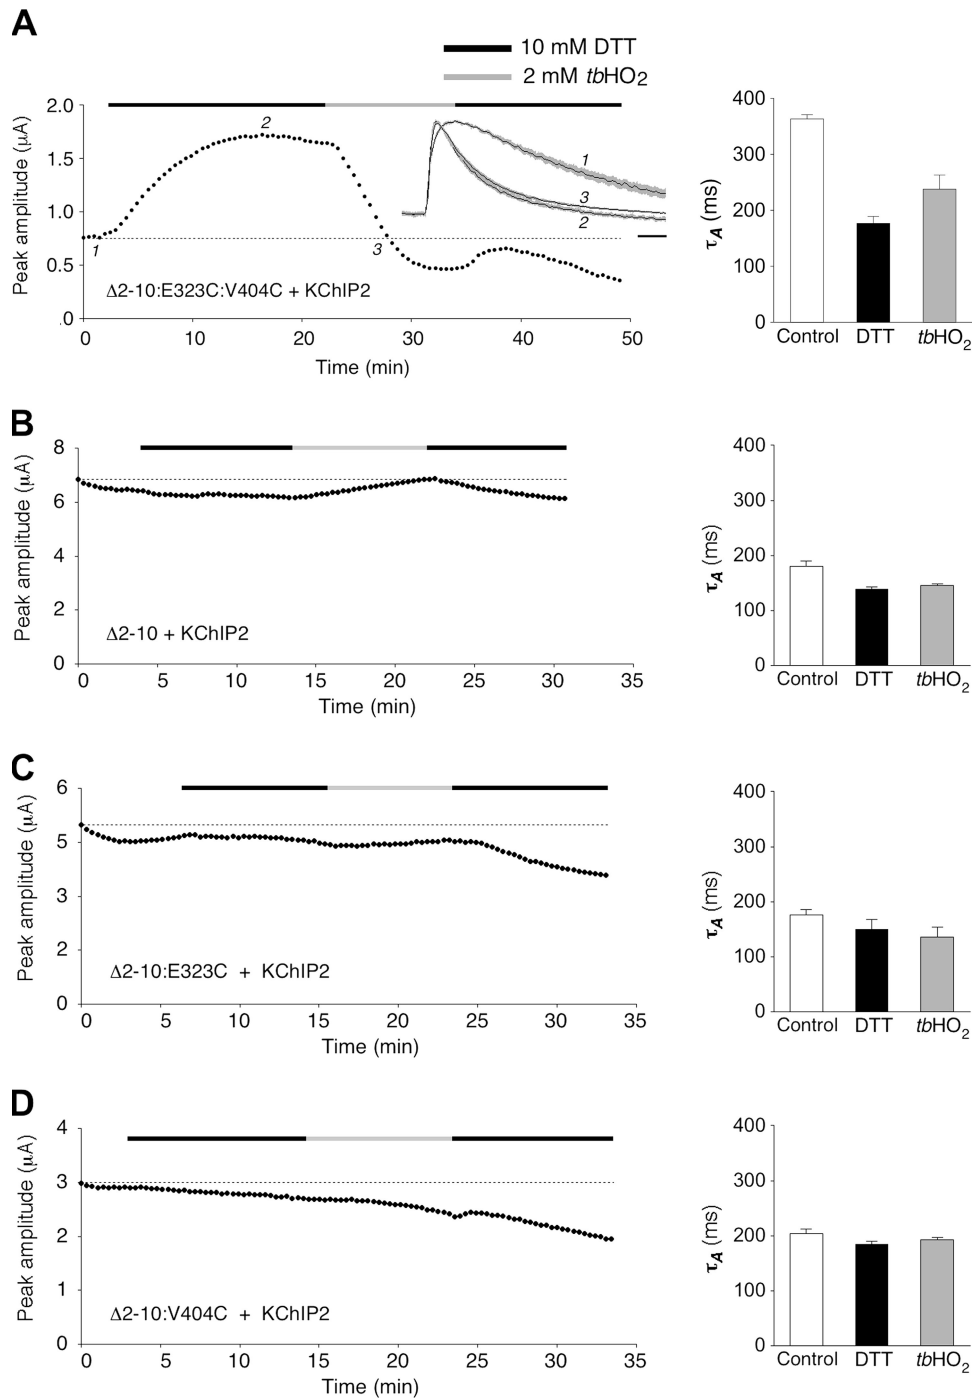 A
10 mM DTT
2 mM tbHO2
Peak amplitude (μA)
2.0
1.5
1.0
0.5
.0
1
2
3
1
3
2
Δ2-10:E323C:V404C + KChIP2
0 10 20 30 40 50
Time (min)
τA (ms)
400
300
200
100
0
Control DTT tbHO2
B
Peak amplitude (μA)
8
6
4
2
0
Δ2-10 + KChIP2
0 5 10 15 20 25 30 35
Time (min)
τA (ms)
400
300
200
100
0
Control DTT tbHO2
C
Peak amplitude (μA)
6
5
3
2
0
Δ2-10:E323C + KChIP2
0 5 10 15 20 25 30 35
Time (min)
τA (ms)
400
300
200
100
0
Control DTT tbHO2
D
Peak amplitude (μA)
4
3
2
1
0
Δ2-10:V404C + KChIP2
0 5 10 15 20 25 30 35
Time (min)
τA (ms)
400
300
200
100
0
Control DTT tbHO2